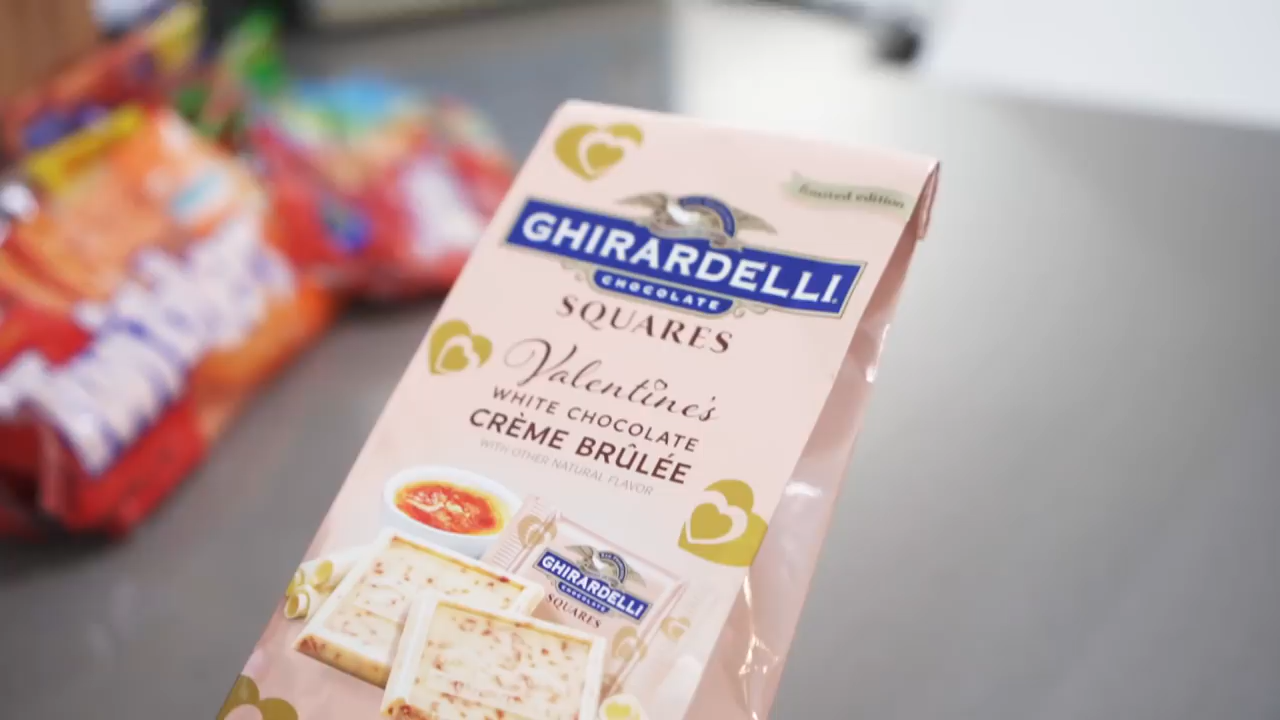 limited edition
GHIRARDELLI
CHOCOLATE
SQUARES
Valentine's
WHITE CHOCOLATE
CRÈME BRÛLÉE
WITH OTHER NATURAL FLAVOR
GHIRARDELLI
CHOCOLATE
SQUARES